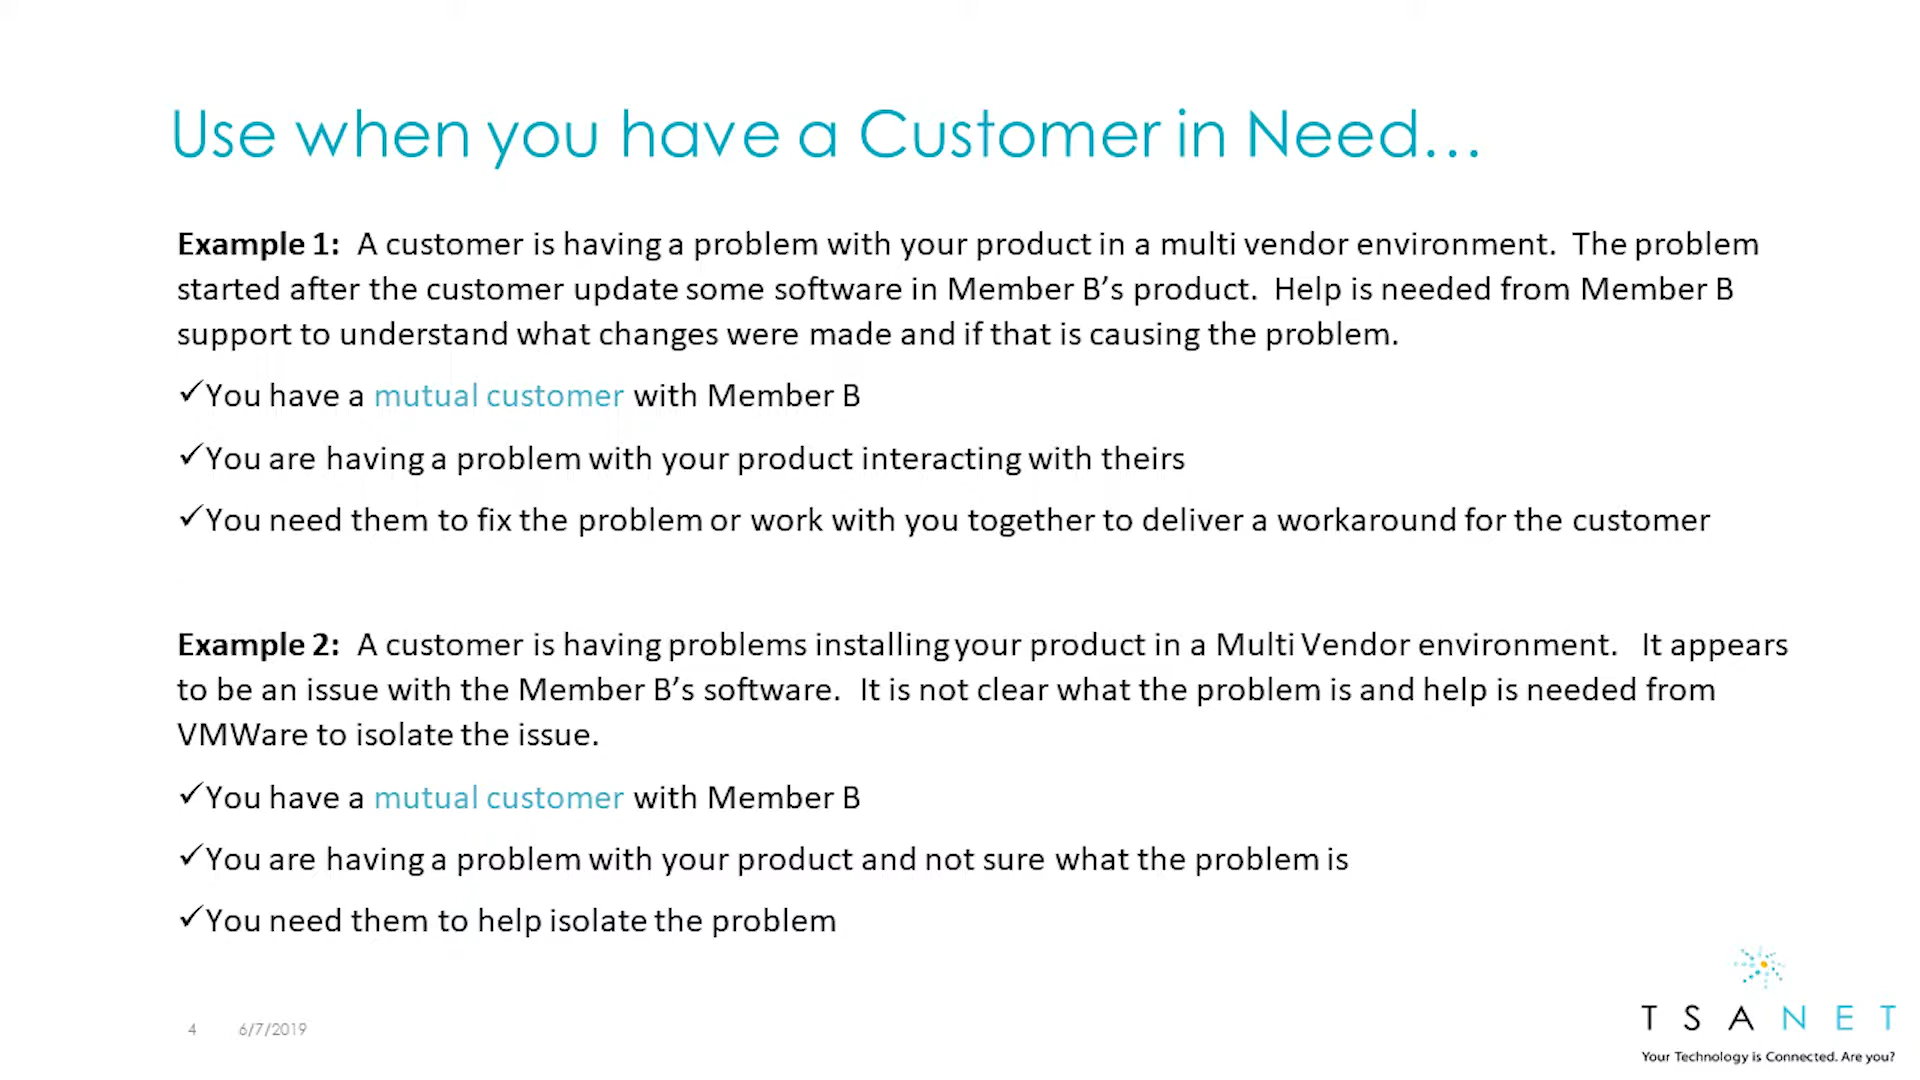 Use when you have a Customer in Need...
Example 1:  A customer is having a problem with your product in a multi vendor environment.  The problem
started after the customer update some software in Member B’s product.  Help is needed from Member B
support to understand what changes were made and if that is causing the problem.
✓You have a mutual customer with Member B
✓You are having a problem with your product interacting with theirs
✓You need them to fix the problem or work with you together to deliver a workaround for the customer
Example 2:  A customer is having problems installing your product in a Multi Vendor environment.   It appears
to be an issue with the Member B’s software.  It is not clear what the problem is and help is needed from
VMWare to isolate the issue.
✓You have a mutual customer with Member B
✓You are having a problem with your product and not sure what the problem is
✓You need them to help isolate the problem
4 6/7/2019
TSANET
Your Technology is Connected. Are you?